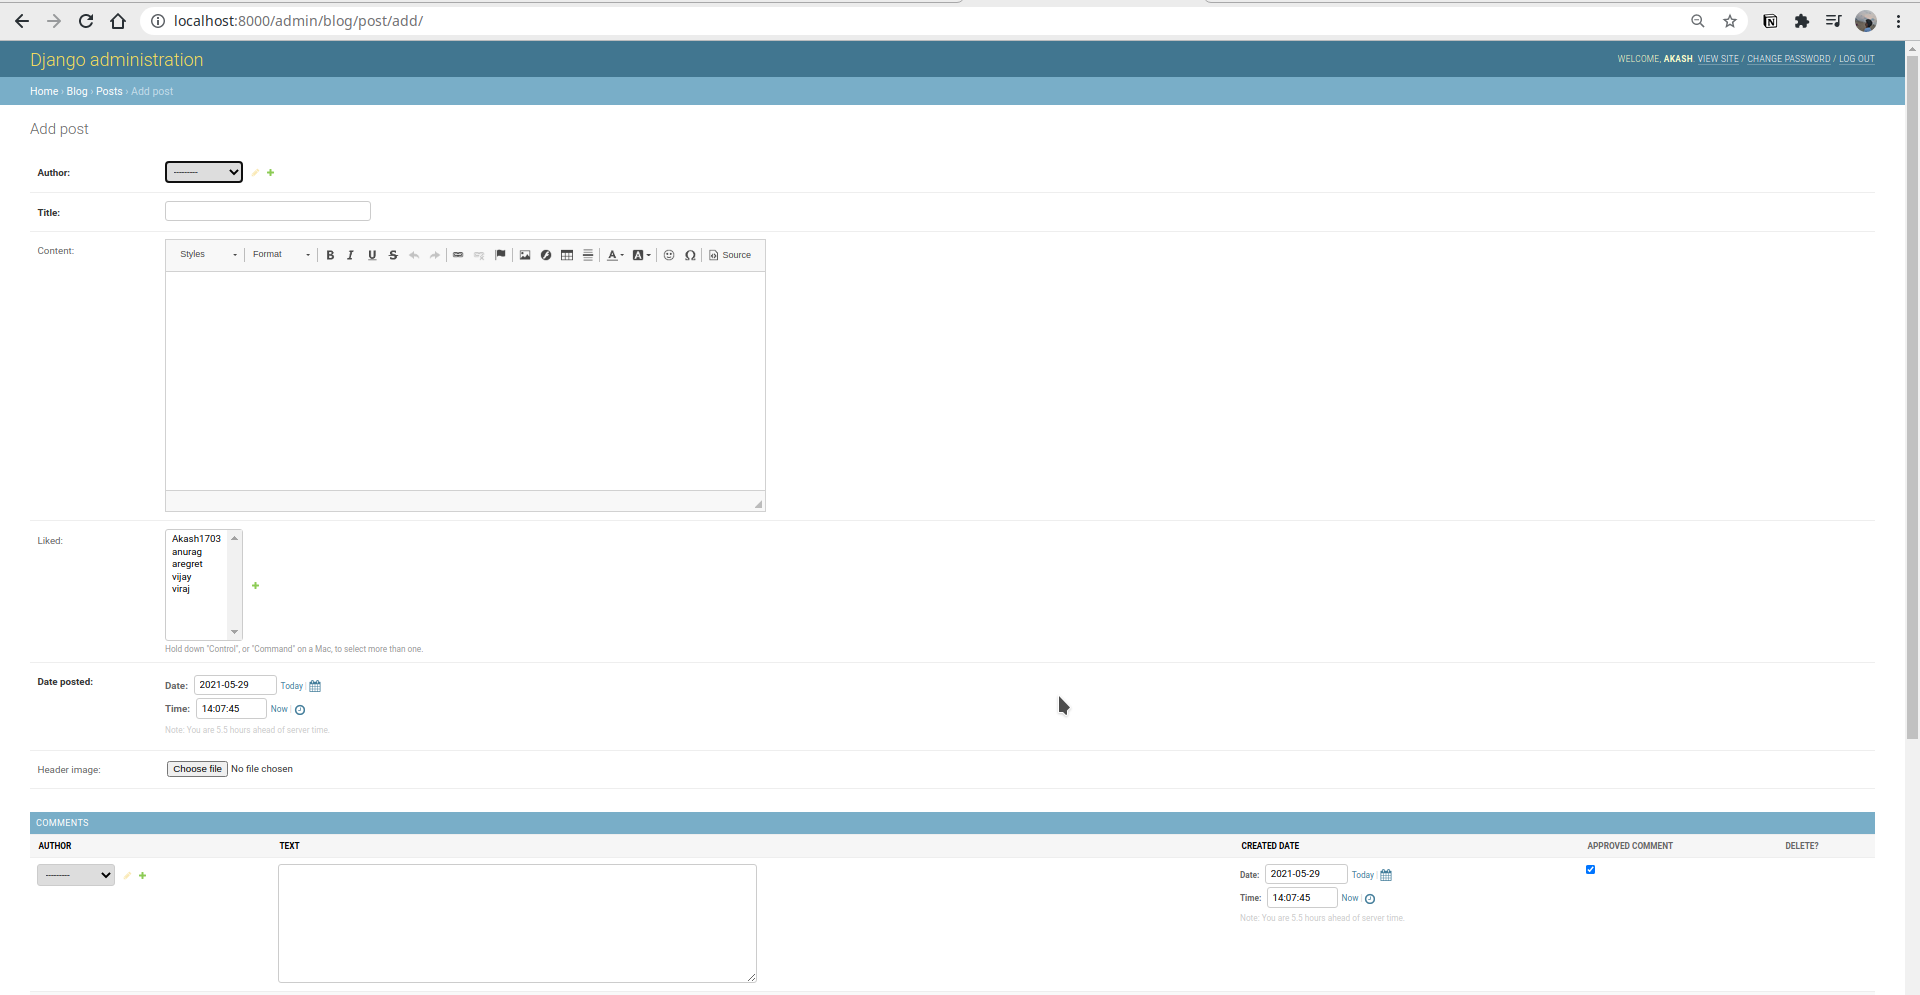 localhost:8000/admin/blog/post/add/
Django administration
WELCOME, AKASH. VIEW SITE / CHANGE PASSWORD / LOG OUT
Home › Blog › Posts › Add post
Add post
Author: ---------
Title:
Content:
Styles Format B I U S A A Ω Source
Liked:
Akash1703
anurag
aregret
vijay
viraj
Hold down "Control", or "Command" on a Mac, to select more than one.
Date posted:
Date: 2021-05-29 Today |
Time: 14:07:45 Now |
Note: You are 5.5 hours ahead of server time.
Header image: Choose file No file chosen
COMMENTS
AUTHOR TEXT CREATED DATE APPROVED COMMENT DELETE?
---------
Date: 2021-05-29 Today |
Time: 14:07:45 Now |
Note: You are 5.5 hours ahead of server time.